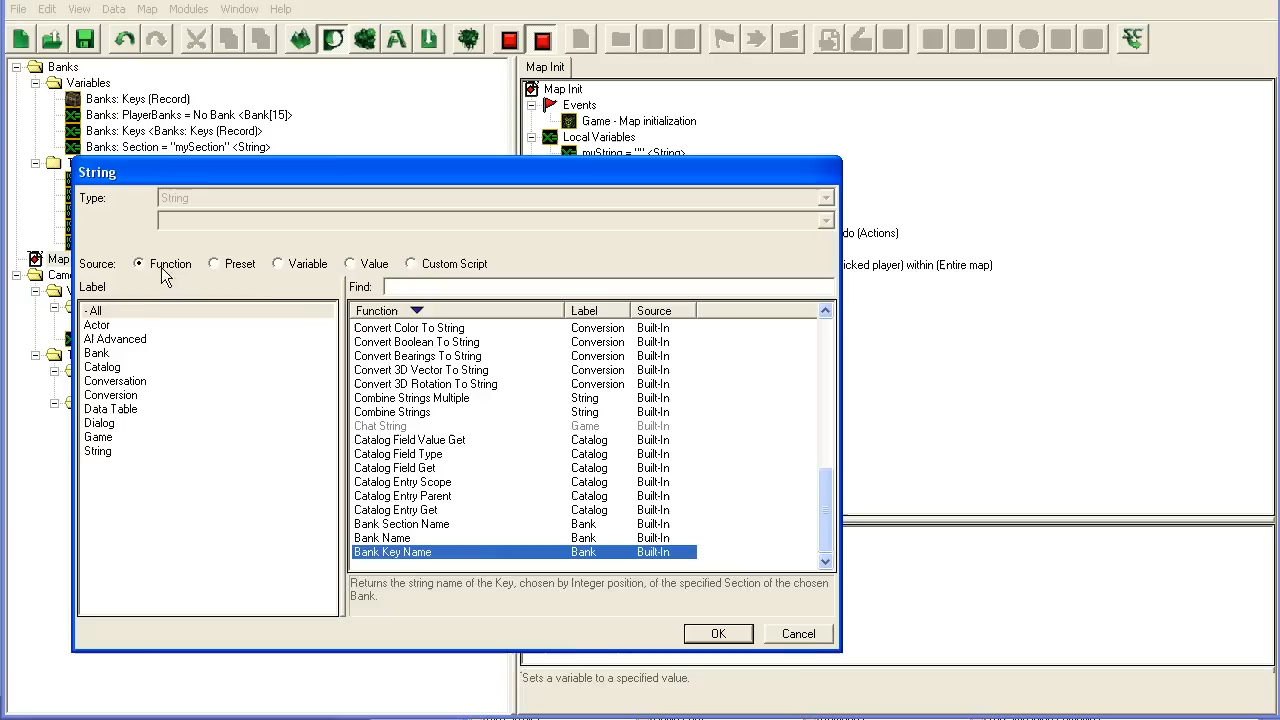 File Edit View Data Map Modules Window Help
Banks
Variables
Banks: Keys (Record)
Banks: PlayerBanks = No Bank <Bank[15]>
Banks: Keys <Banks: Keys (Record)>
Banks: Section = "mySection" <String>
Map Init
Map Init
Events
Game - Map initialization
Local Variables
myString = "" <String>
do (Actions)
icked player) within (Entire map)
Map
Cam
V
T
String
Type: String
Source: Function Preset Variable Value Custom Script
Label
- All
Actor
AI Advanced
Bank
Catalog
Conversation
Conversion
Data Table
Dialog
Game
String
Find:
Function Label Source
Convert Color To String Conversion Built-In
Convert Boolean To String Conversion Built-In
Convert Bearings To String Conversion Built-In
Convert 3D Vector To String Conversion Built-In
Convert 3D Rotation To String Conversion Built-In
Combine Strings Multiple String Built-In
Combine Strings String Built-In
Chat String Game Built-In
Catalog Field Value Get Catalog Built-In
Catalog Field Type Catalog Built-In
Catalog Field Get Catalog Built-In
Catalog Entry Scope Catalog Built-In
Catalog Entry Parent Catalog Built-In
Catalog Entry Get Catalog Built-In
Bank Section Name Bank Built-In
Bank Name Bank Built-In
Bank Key Name Bank Built-In
Returns the string name of the Key, chosen by Integer position, of the specified Section of the chosen
Bank.
OK Cancel
Sets a variable to a specified value.